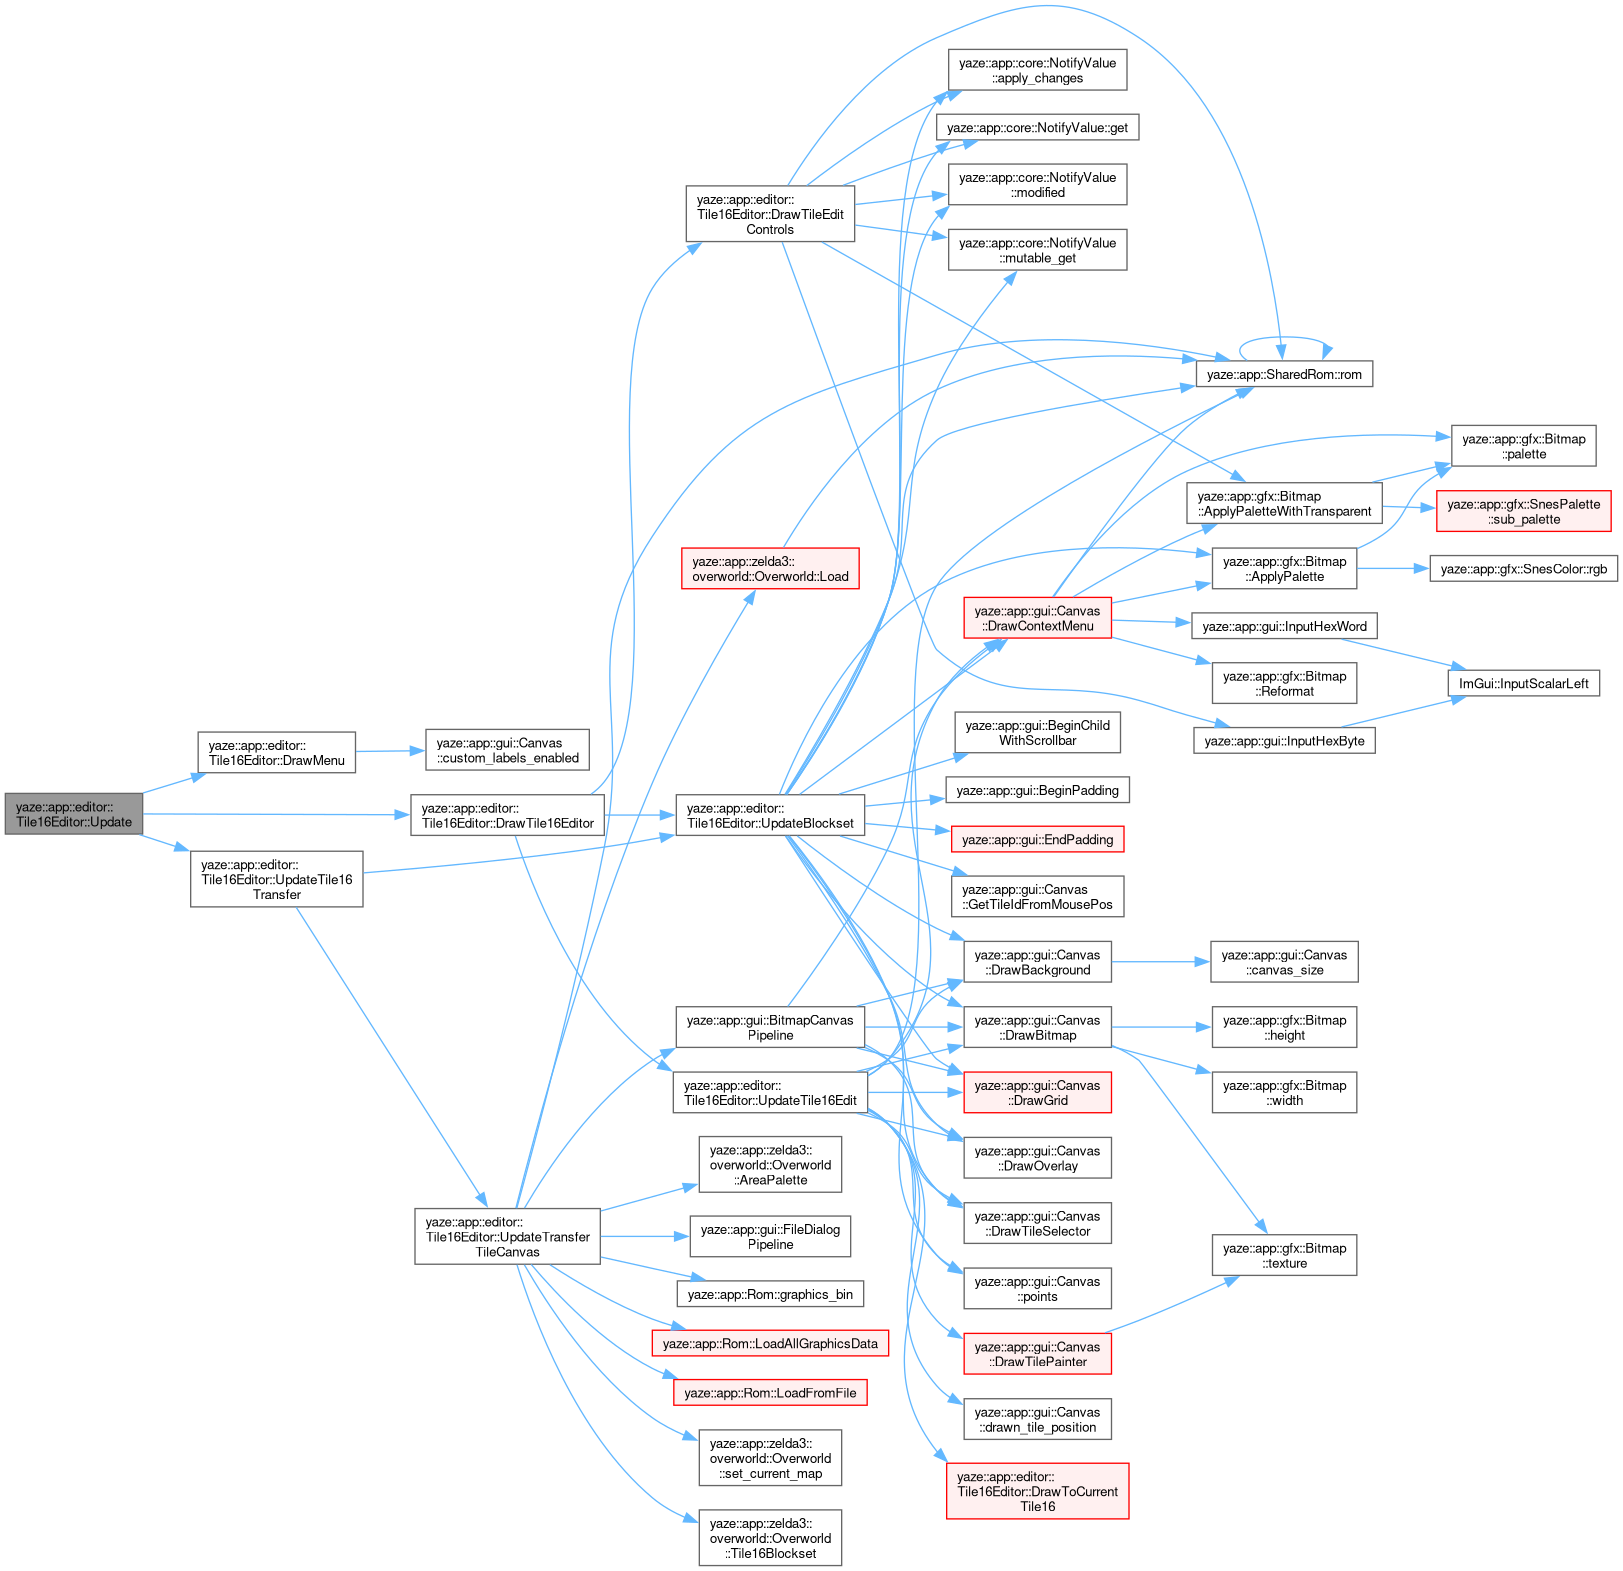 yaze::app::editor::
Tile16Editor::Update
yaze::app::editor::
Tile16Editor::DrawMenu
yaze::app::gui::Canvas
::custom_labels_enabled
yaze::app::editor::
Tile16Editor::DrawTile16Editor
yaze::app::editor::
Tile16Editor::UpdateTile16
Transfer
yaze::app::editor::
Tile16Editor::DrawTileEdit
Controls
yaze::app::zelda3::
overworld::Overworld::Load
yaze::app::editor::
Tile16Editor::UpdateBlockset
yaze::app::gui::BitmapCanvas
Pipeline
yaze::app::editor::
Tile16Editor::UpdateTile16Edit
yaze::app::zelda3::
overworld::Overworld
::AreaPalette
yaze::app::editor::
Tile16Editor::UpdateTransfer
TileCanvas
yaze::app::gui::FileDialog
Pipeline
yaze::app::Rom::graphics_bin
yaze::app::Rom::LoadAllGraphicsData
yaze::app::Rom::LoadFromFile
yaze::app::zelda3::
overworld::Overworld
::set_current_map
yaze::app::zelda3::
overworld::Overworld
::Tile16Blockset
yaze::app::core::NotifyValue
::apply_changes
yaze::app::core::NotifyValue::get
yaze::app::core::NotifyValue
::modified
yaze::app::core::NotifyValue
::mutable_get
yaze::app::gui::Canvas
::DrawContextMenu
yaze::app::gui::BeginChild
WithScrollbar
yaze::app::gui::BeginPadding
yaze::app::gui::EndPadding
yaze::app::gui::Canvas
::GetTileIdFromMousePos
yaze::app::gui::Canvas
::DrawBackground
yaze::app::gui::Canvas
::DrawBitmap
yaze::app::gui::Canvas
::DrawGrid
yaze::app::gui::Canvas
::DrawOverlay
yaze::app::gui::Canvas
::DrawTileSelector
yaze::app::gui::Canvas
::points
yaze::app::gui::Canvas
::DrawTilePainter
yaze::app::gui::Canvas
::drawn_tile_position
yaze::app::editor::
Tile16Editor::DrawToCurrent
Tile16
yaze::app::SharedRom::rom
yaze::app::gfx::Bitmap
::ApplyPaletteWithTransparent
yaze::app::gfx::Bitmap
::ApplyPalette
yaze::app::gui::InputHexWord
yaze::app::gfx::Bitmap
::Reformat
yaze::app::gui::InputHexByte
yaze::app::gui::Canvas
::canvas_size
yaze::app::gfx::Bitmap
::height
yaze::app::gfx::Bitmap
::width
yaze::app::gfx::Bitmap
::texture
yaze::app::gfx::Bitmap
::palette
yaze::app::gfx::SnesPalette
::sub_palette
yaze::app::gfx::SnesColor::rgb
ImGui::InputScalarLeft